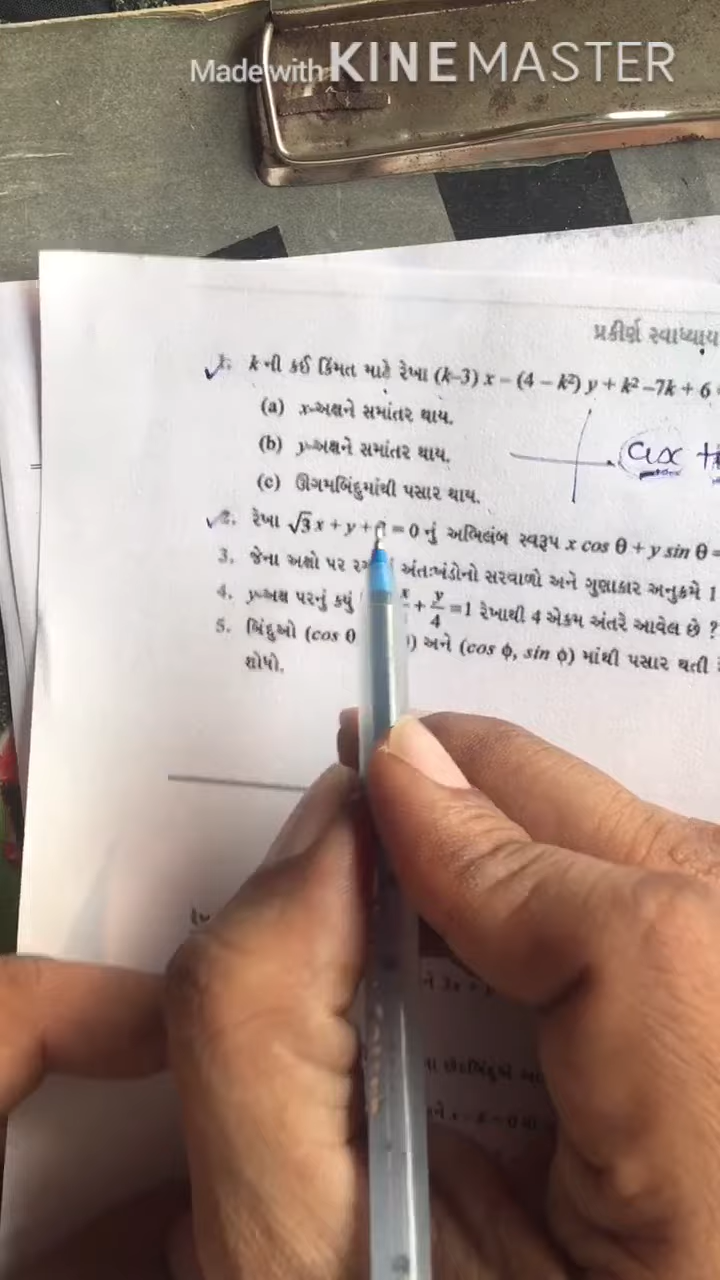 Made with KINEMASTER
પ્રકીર્ણ સ્વાધ્યાય
1. k ની કઈ કિંમત માટે રેખા (k–3) x – (4 – k²) y + k² –7k + 6
(a) x-અક્ષને સમાંતર થાય.
(b) y-અક્ષને સમાંતર થાય.
(c) ઊગમબિંદુમાંથી પસાર થાય.
ax +
2. રેખા √3 x + y + = 0 નું અભિલંબ સ્વરૂપ x cos θ + y sin θ =
3. જેના અક્ષો પર અંતઃખંડોનો સરવાળો અને ગુણાકાર અનુક્રમે 1
4. y-અક્ષ પરનું કયું x + y/4 = 1 રેખાથી 4 એકમ અંતરે આવેલ છે ?
5. બિંદુઓ (cos θ ) અને (cos ϕ, sin ϕ) માંથી પસાર થતી
શોધો.